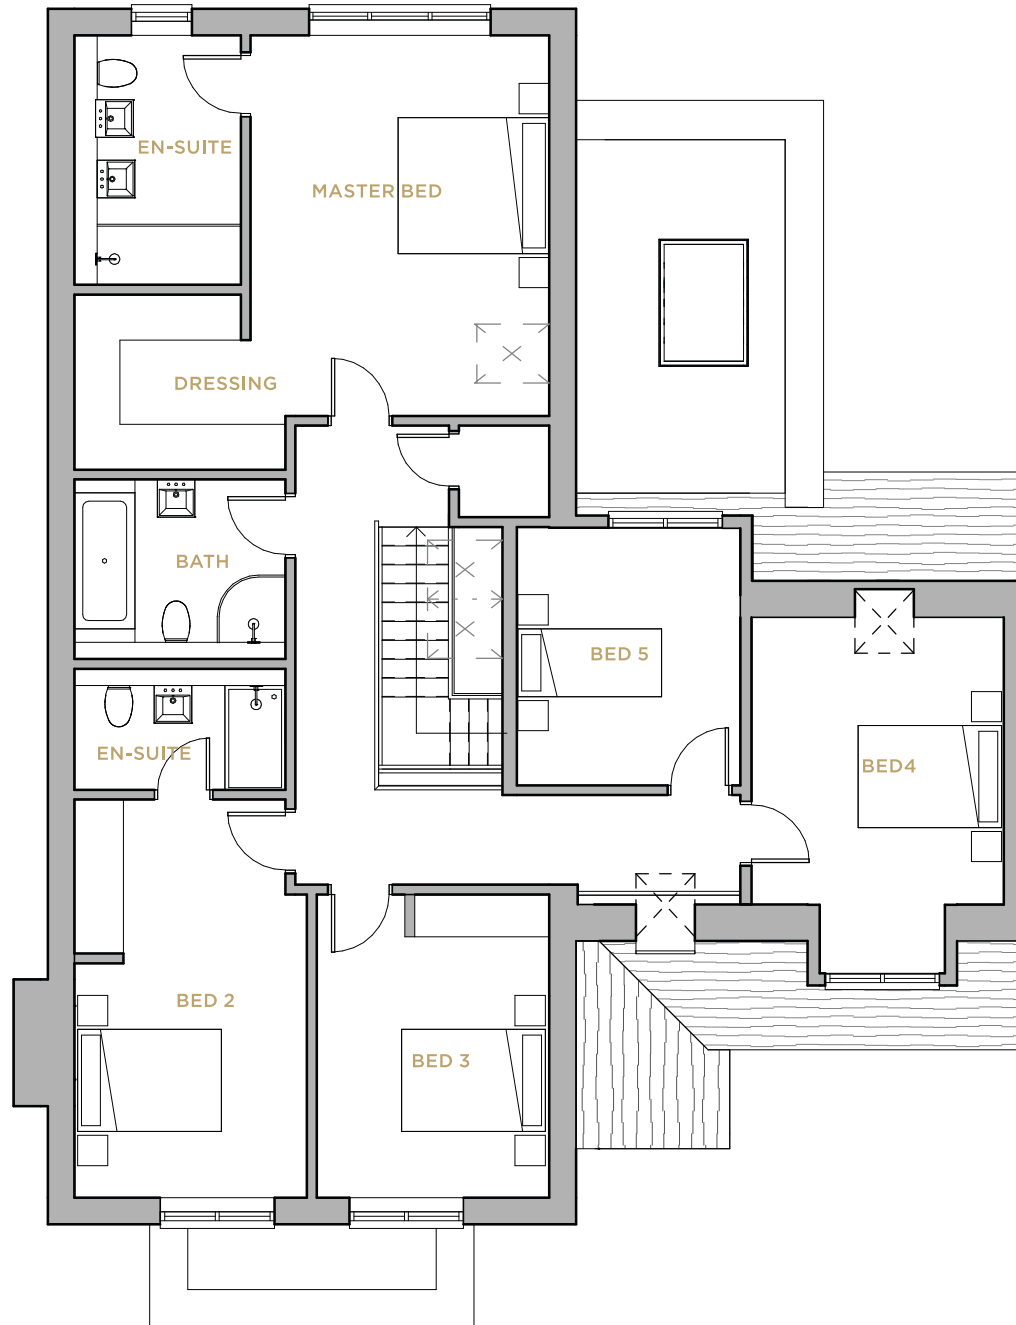 EN-SUITE
MASTER BED
DRESSING
BATH
BED 5
EN-SUITE
BED4
BED 2
BED 3